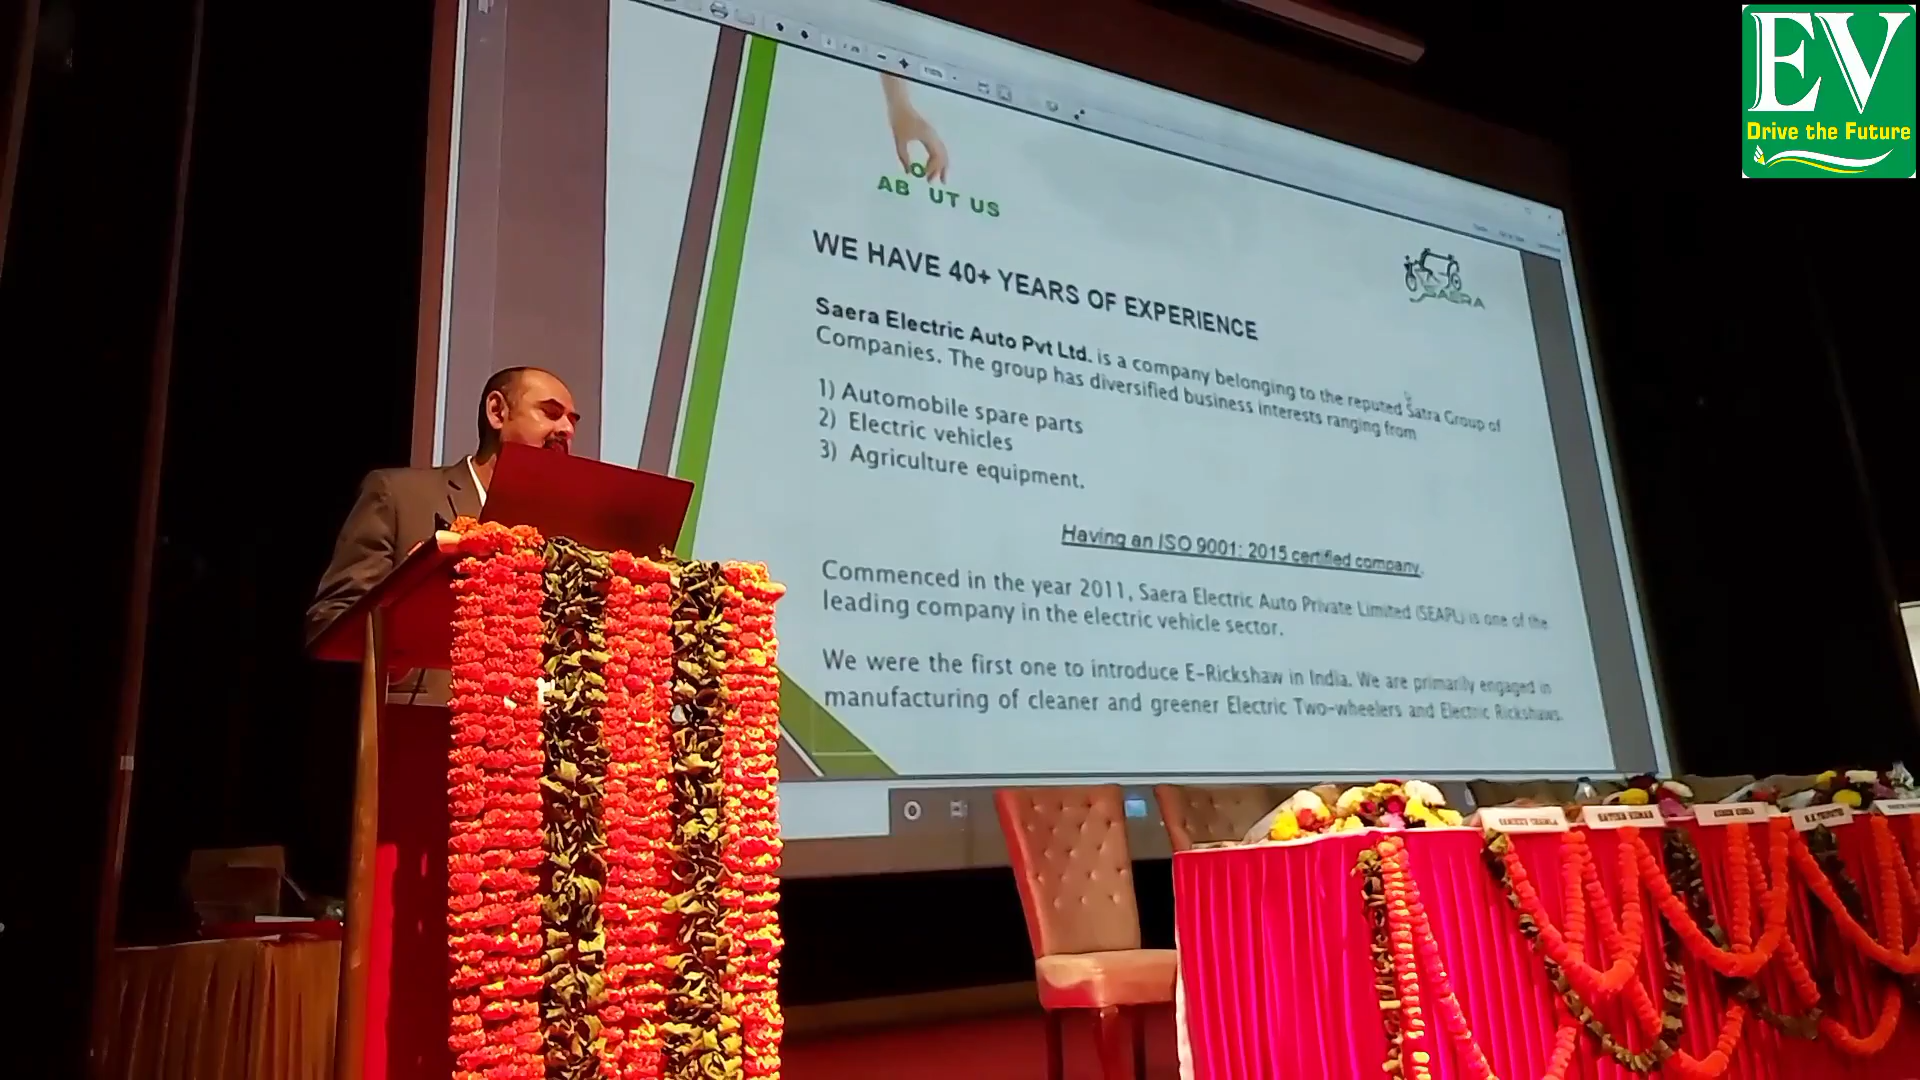 EV
Drive the Future
ABOUT US
SAERA
WE HAVE 40+ YEARS OF EXPERIENCE
Saera Electric Auto Pvt Ltd. is a company belonging to the reputed Satra Group of
Companies. The group has diversified business interests ranging from
1) Automobile spare parts
2) Electric vehicles
3) Agriculture equipment.
Having an ISO 9001: 2015 certified company.
Commenced in the year 2011, Saera Electric Auto Private Limited (SEAPL) is one of the
leading company in the electric vehicle sector.
We were the first one to introduce E-Rickshaw in India. We are primarily engaged in
manufacturing of cleaner and greener Electric Two-wheelers and Electric Rickshaws.